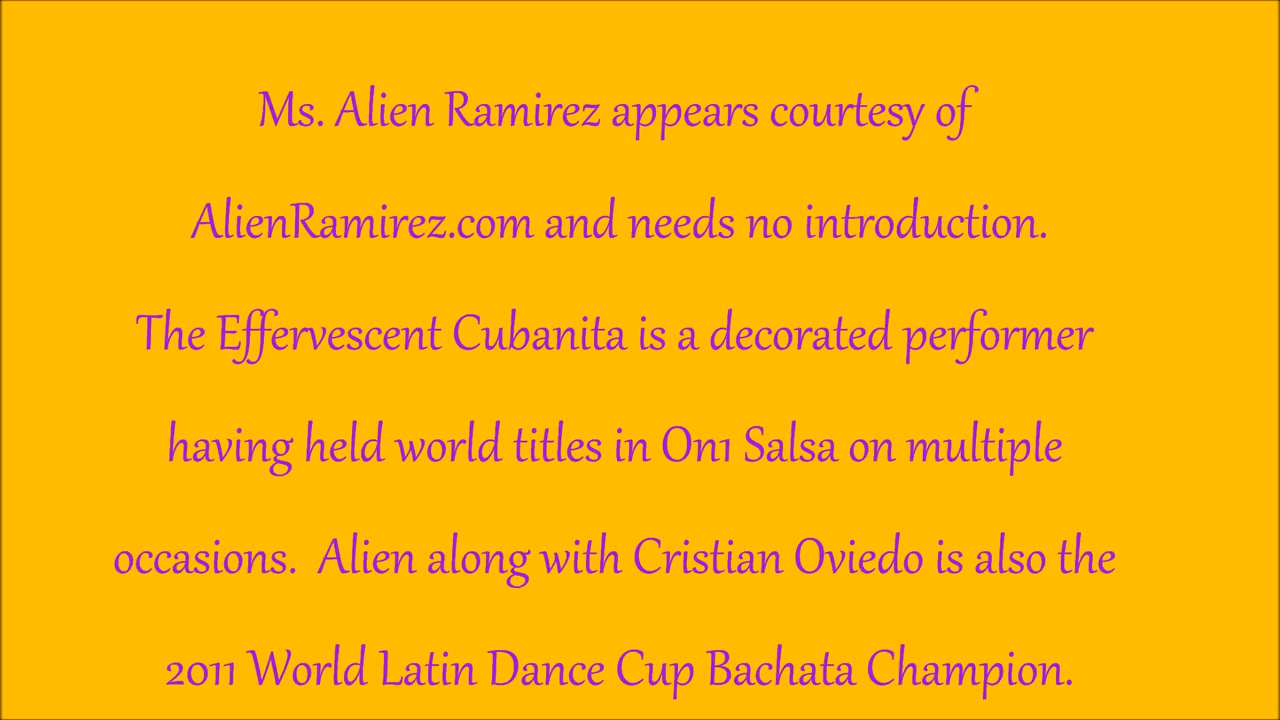 Ms. Alien Ramirez appears courtesy of
AlienRamirez.com and needs no introduction.
The Effervescent Cubanita is a decorated performer
having held world titles in On1 Salsa on multiple
occasions.  Alien along with Cristian Oviedo is also the
2011 World Latin Dance Cup Bachata Champion.